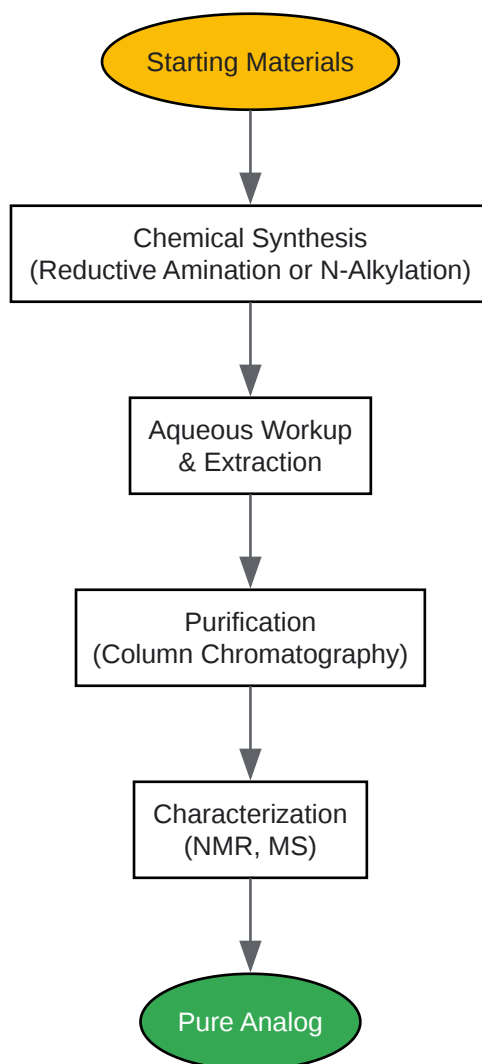 Starting Materials
Chemical Synthesis
(Reductive Amination or N-Alkylation)
Aqueous Workup
& Extraction
Purification
(Column Chromatography)
Characterization
(NMR, MS)
Pure Analog